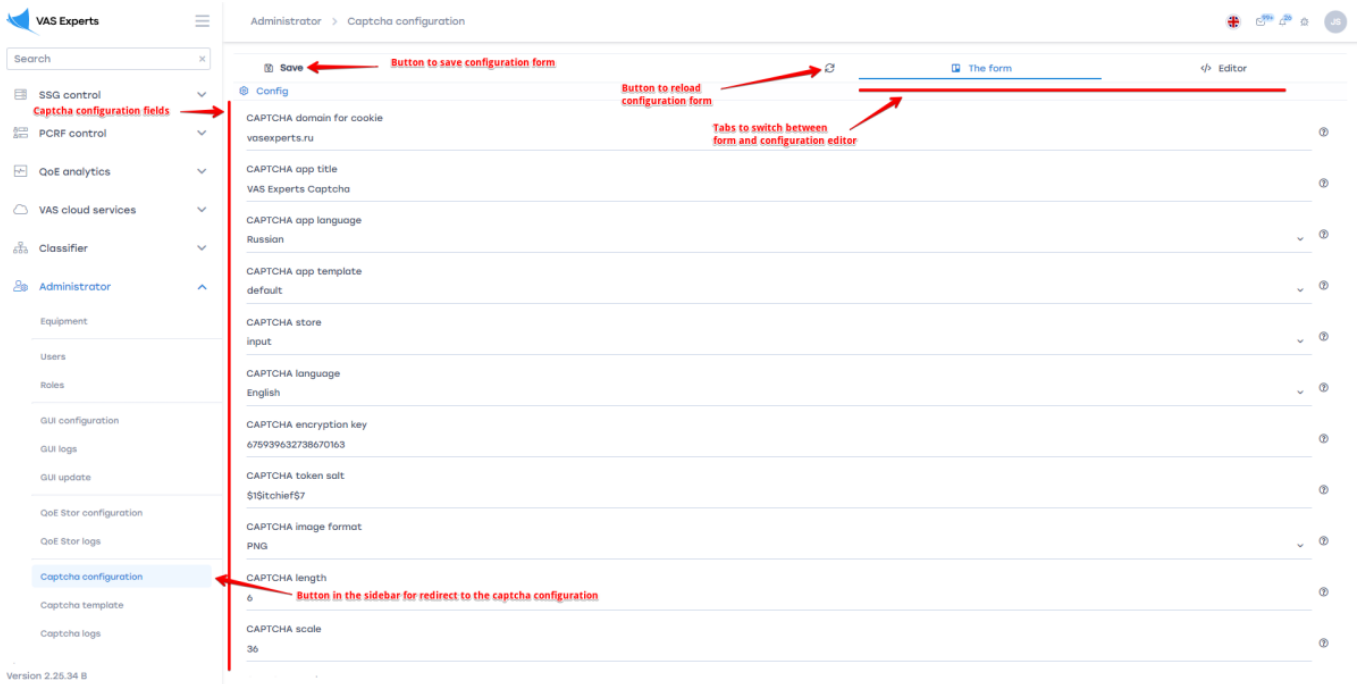 VAS Experts
Administrator > Captcha configuration
99+
26
JS
Search
Save
Button to save configuration form
The form
</> Editor
Button to reload
configuration form
Config
SSG control
Captcha configuration fields
PCRF control
QoE analytics
VAS cloud services
Classifier
Administrator
Equipment
Users
Roles
GUI configuration
GUI logs
GUI update
QoE Stor configuration
QoE Stor logs
Captcha configuration
Captcha template
Captcha logs
Version 2.25.34 B
Tabs to switch between
form and configuration editor
CAPTCHA domain for cookie
vasexperts.ru
CAPTCHA app title
VAS Experts Captcha
CAPTCHA app language
Russian
CAPTCHA app template
default
CAPTCHA store
input
CAPTCHA language
English
CAPTCHA encryption key
675939632738670163
CAPTCHA token salt
$1$itchief$7
CAPTCHA image format
PNG
CAPTCHA length
6
Button in the sidebar for redirect to the captcha configuration
CAPTCHA scale
36